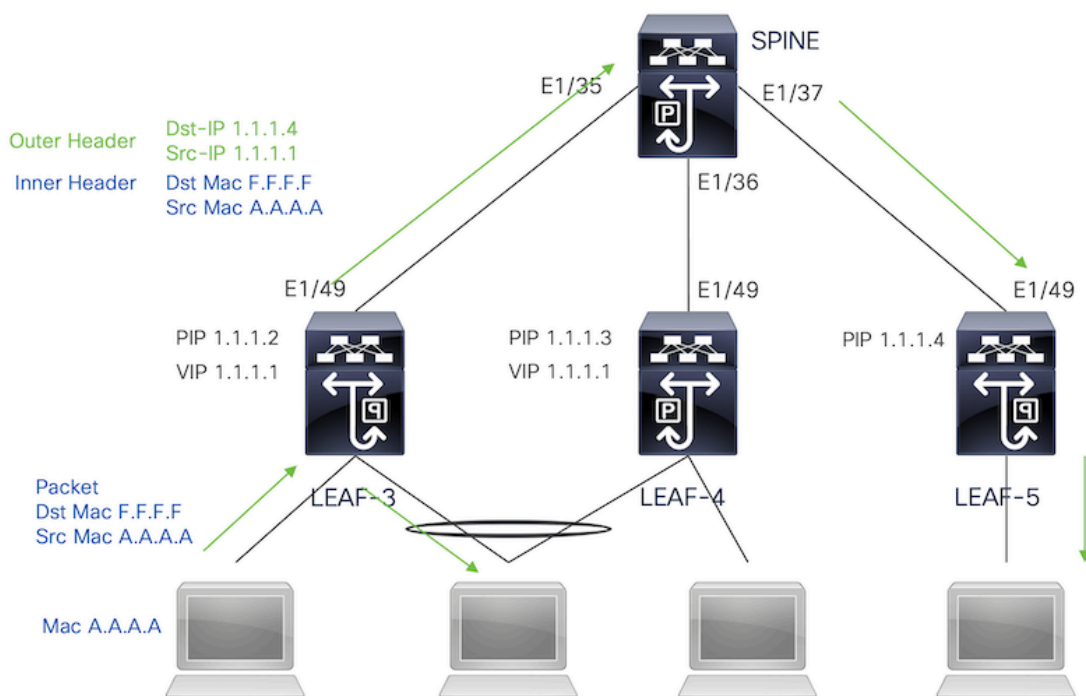 SPINE
E1/35
E1/37
Outer Header
Dst-IP 1.1.1.4
Src-IP 1.1.1.1
Inner Header
Dst Mac F.F.F.F
Src Mac A.A.A.A
E1/36
E1/49
E1/49
E1/49
PIP 1.1.1.2
VIP 1.1.1.1
PIP 1.1.1.3
VIP 1.1.1.1
PIP 1.1.1.4
P
P
P
P
LEAF-3
LEAF-4
LEAF-5
Packet
Dst Mac F.F.F.F
Src Mac A.A.A.A
Mac A.A.A.A